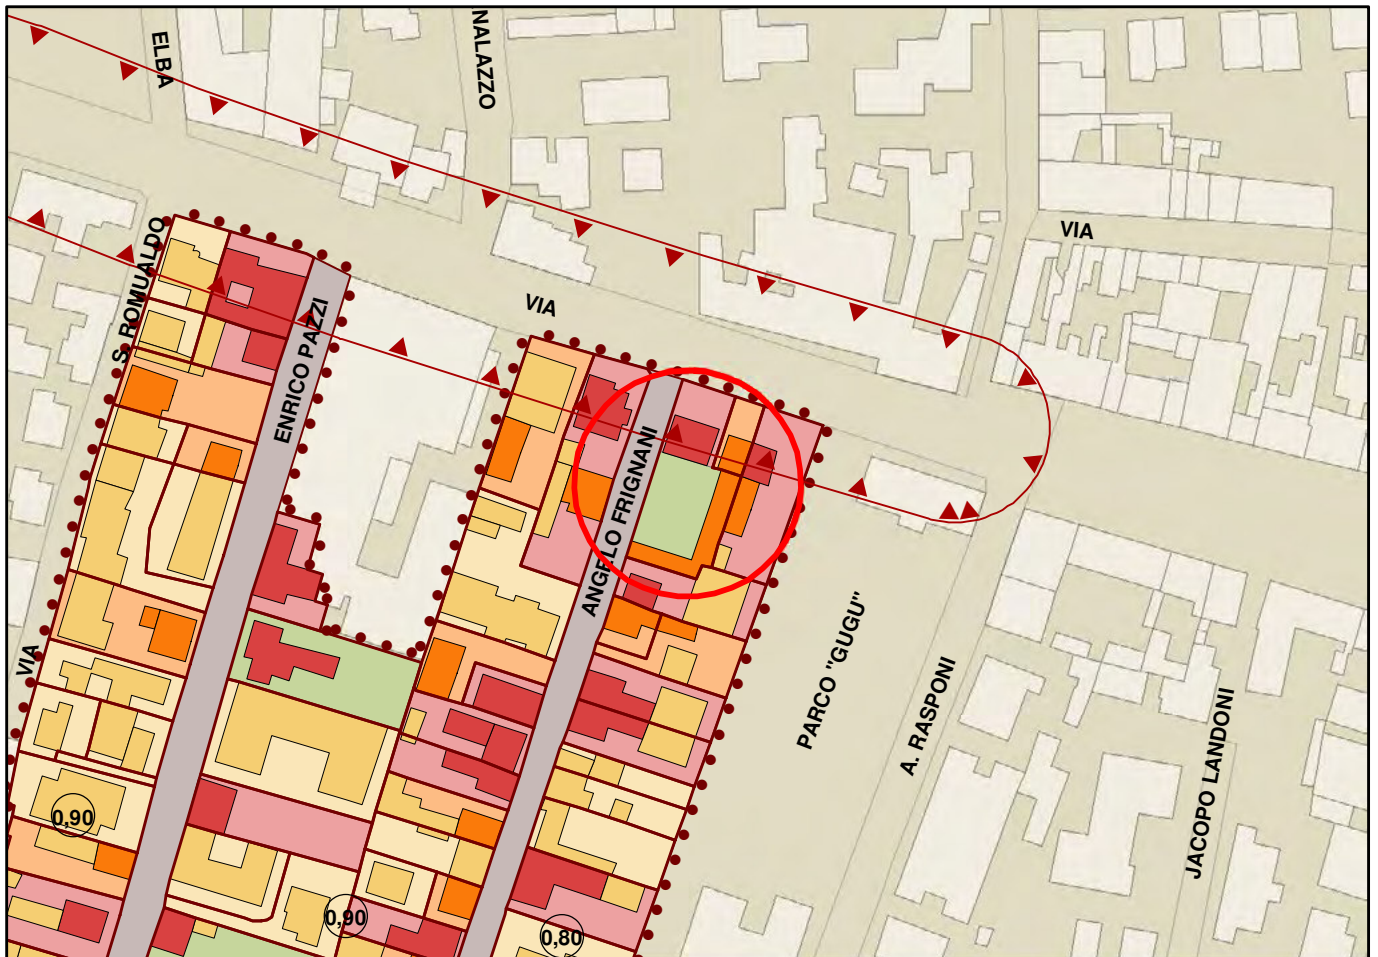 ELBA
NALAZZO
VIA
S. ROMUALDO
VIA
ENRICO PAZZI
ANGELO FRIGNANI
PARCO "GUGU"
VIA
A. RASPONI
JACOPO LANDONI
0,90
0,90
0,80